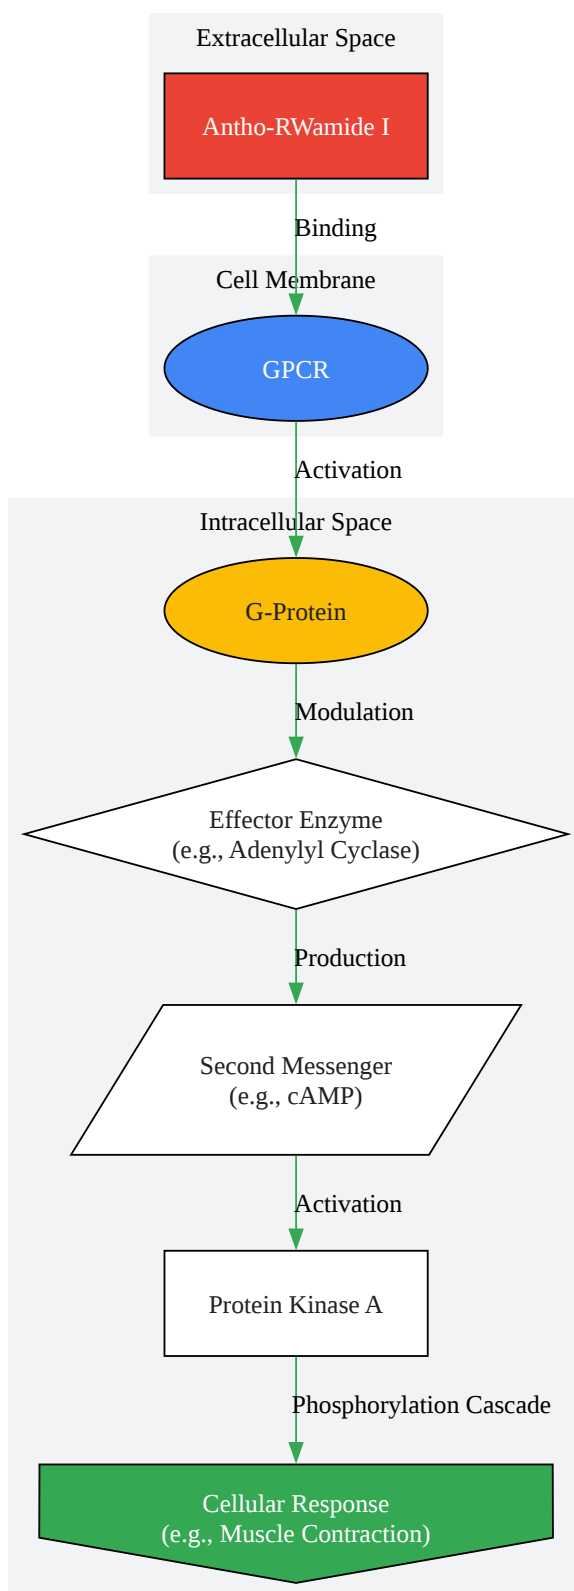 Extracellular Space
Antho-RWamide I
Binding
Cell Membrane
GPCR
Activation
Intracellular Space
G-Protein
Modulation
Effector Enzyme
(e.g., Adenylyl Cyclase)
Production
Second Messenger
(e.g., cAMP)
Activation
Protein Kinase A
Phosphorylation Cascade
Cellular Response
(e.g., Muscle Contraction)